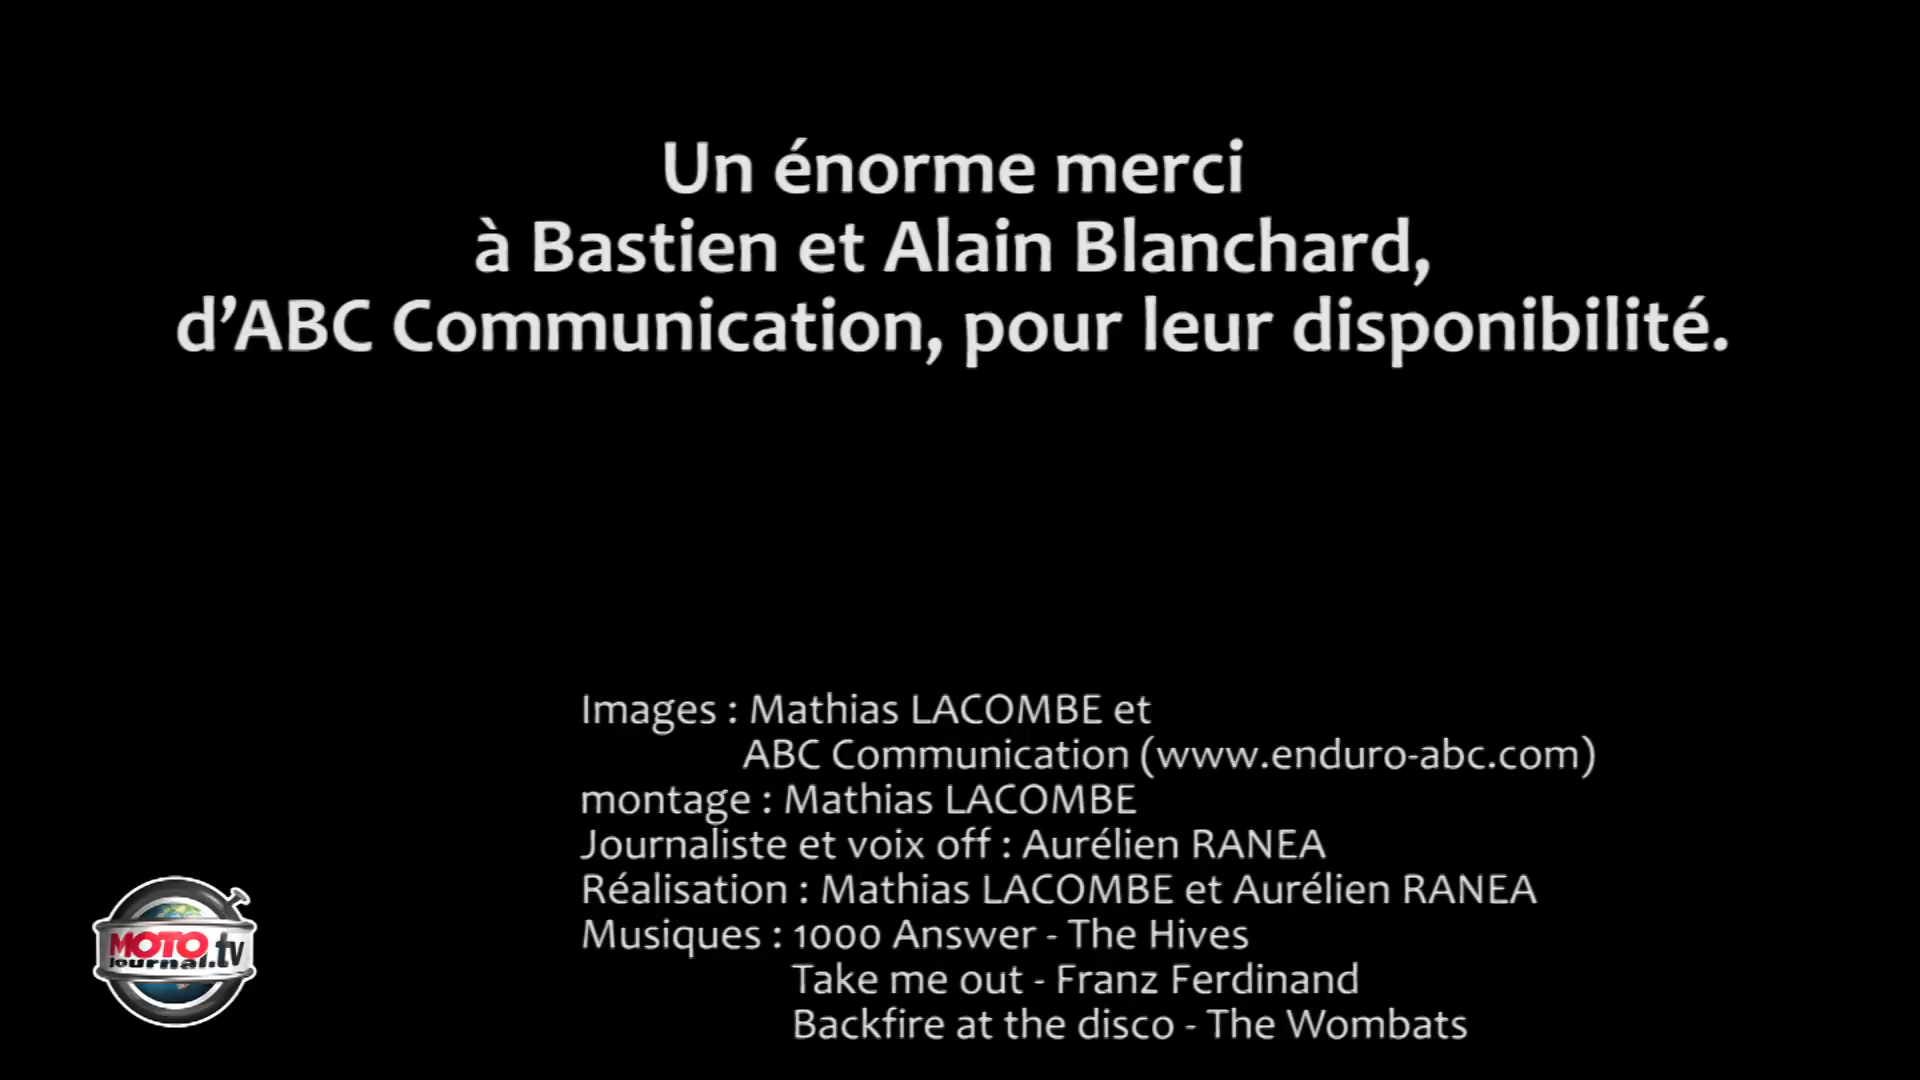 Un énorme merci
à Bastien et Alain Blanchard,
d’ABC Communication, pour leur disponibilité.
Images : Mathias LACOMBE et
ABC Communication (www.enduro-abc.com)
montage : Mathias LACOMBE
Journaliste et voix off : Aurélien RANEA
Réalisation : Mathias LACOMBE et Aurélien RANEA
Musiques : 1000 Answer - The Hives
Take me out - Franz Ferdinand
Backfire at the disco - The Wombats
MOTO
Journal.tv